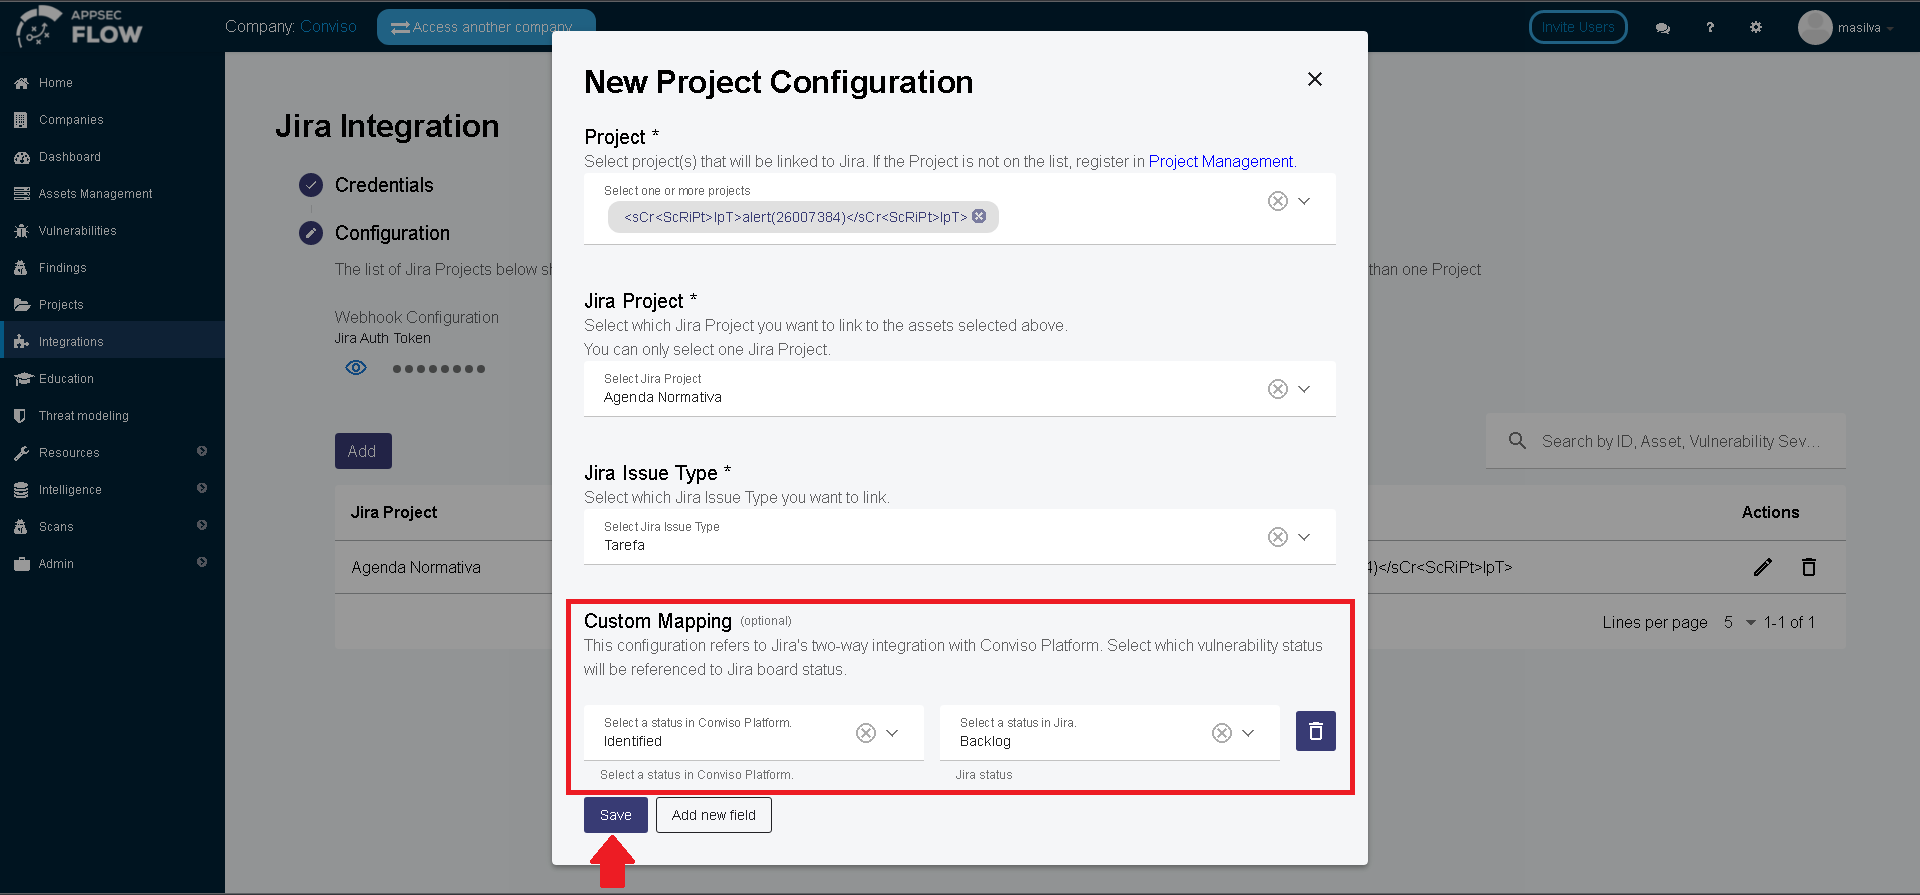 APPSEC
FLOW
Company: Conviso
Access another company
Invite Users
?
masilva
Home
Companies
Dashboard
Assets Management
Vulnerabilities
Findings
Projects
Integrations
Education
Threat modeling
Resources
Intelligence
Scans
Admin
Jira Integration
Credentials
Configuration
The list of Jira Projects below sh
than one Project
Webhook Configuration
Jira Auth Token
Add
Search by ID, Asset, Vulnerability Sev...
Jira Project
Actions
Agenda Normativa
4)</sCr<ScRiPt>IpT>
Lines per page 5 1-1 of 1
New Project Configuration
Project *
Select project(s) that will be linked to Jira. If the Project is not on the list, register in Project Management.
Select one or more projects
<sCr<ScRiPt>IpT>alert(26007384)</sCr<ScRiPt>IpT>
Jira Project *
Select which Jira Project you want to link to the assets selected above.
You can only select one Jira Project.
Select Jira Project
Agenda Normativa
Jira Issue Type *
Select which Jira Issue Type you want to link.
Select Jira Issue Type
Tarefa
Custom Mapping (optional)
This configuration refers to Jira's two-way integration with Conviso Platform. Select which vulnerability status
will be referenced to Jira board status.
Select a status in Conviso Platform.
Identified
Select a status in Conviso Platform.
Select a status in Jira.
Backlog
Jira status
Save
Add new field